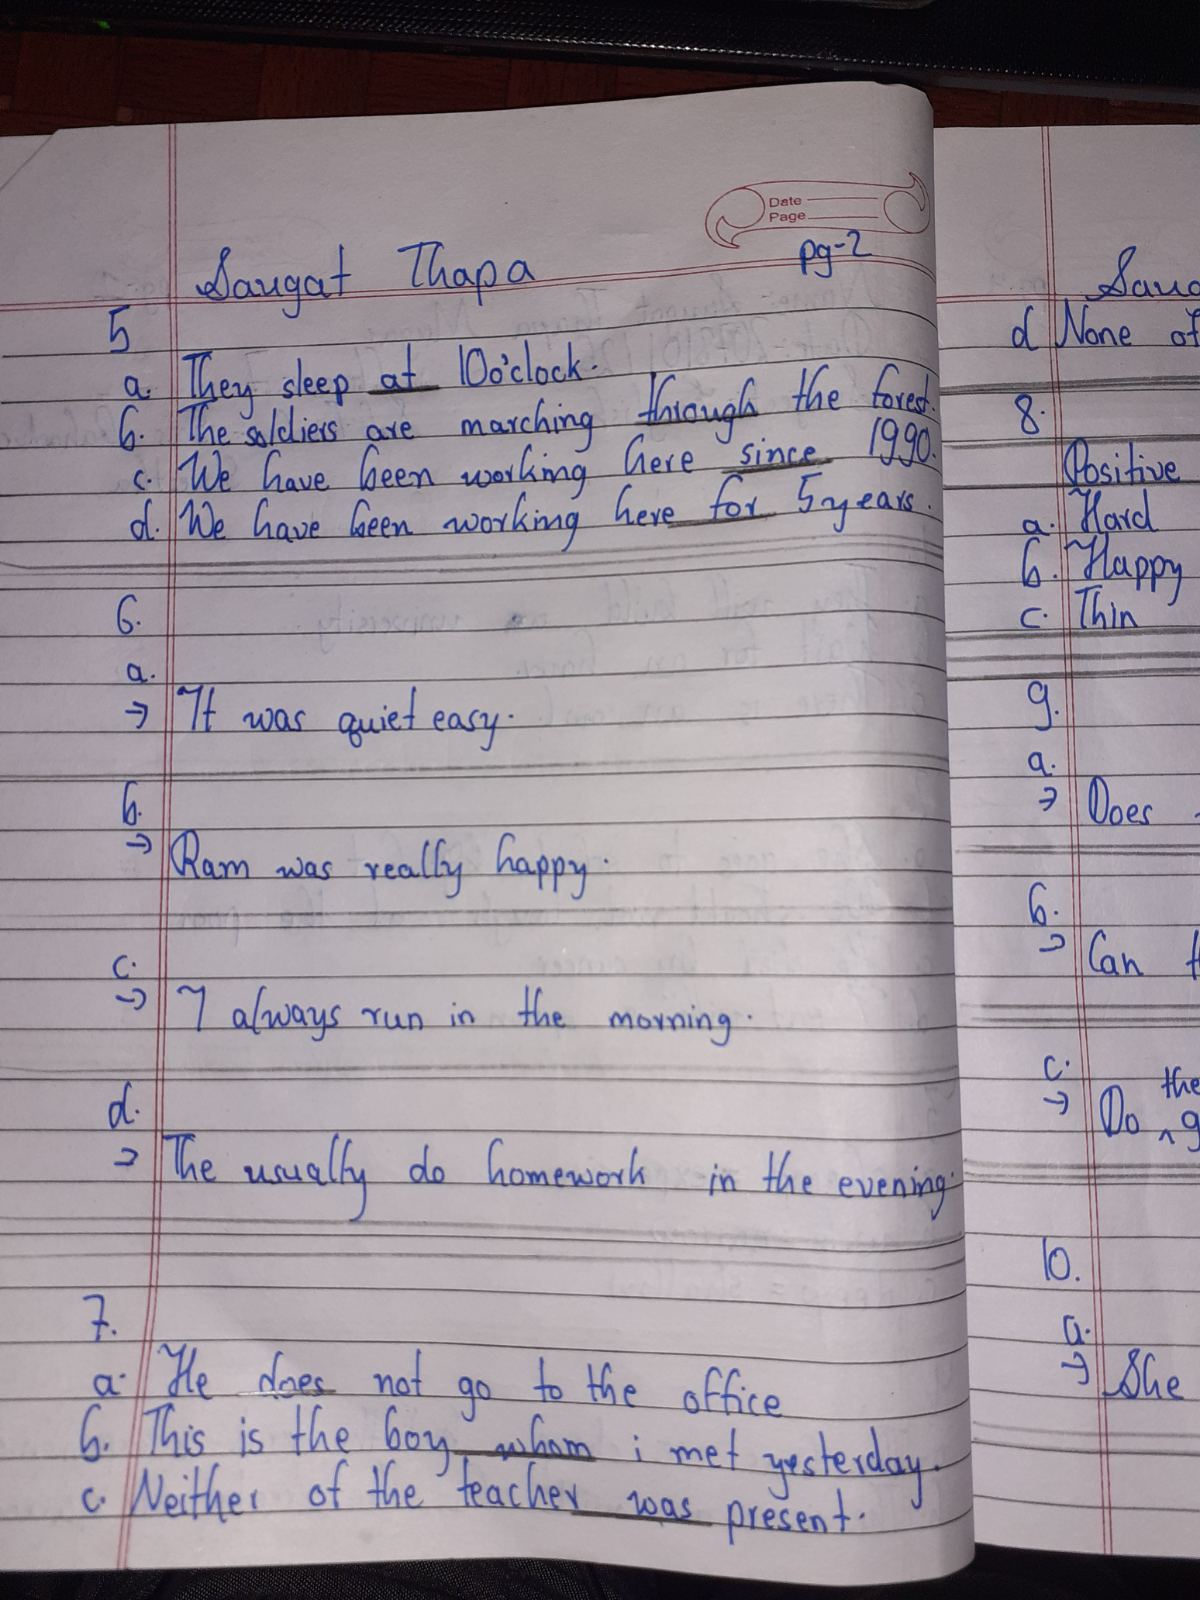 Date
Page
pg-2
Saugat Thapa
5
a. They sleep at 10o'clock.
b. The soldiers are marching through the forest.
c. We have been working here since 1990.
d. We have been working here for 5 years.
6.
a.
→ It was quiet easy.
b.
→ Ram was really happy.
c.
→ I always run in the morning.
d.
→ The usually do homework in the evening.
7.
a. He does not go to the office
b. This is the boy whom i met yesterday.
c. Neither of the teacher was present.
d None of
8.
Positive
a. Hard
b. Happy
c. Thin
9.
a.
→ Does
b.
→ Can
c.
→ Do the
10.
a.
→ She